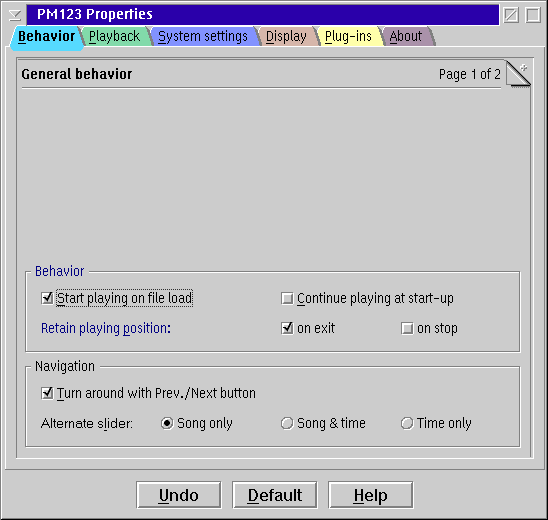 PM123 Properties
Behavior Playback System settings Display Plug-ins About
General behavior Page 1 of 2
Behavior
Start playing on file load Continue playing at start-up
Retain playing position: on exit on stop
Navigation
Turn around with Prev./Next button
Alternate slider: Song only Song & time Time only
Undo Default Help